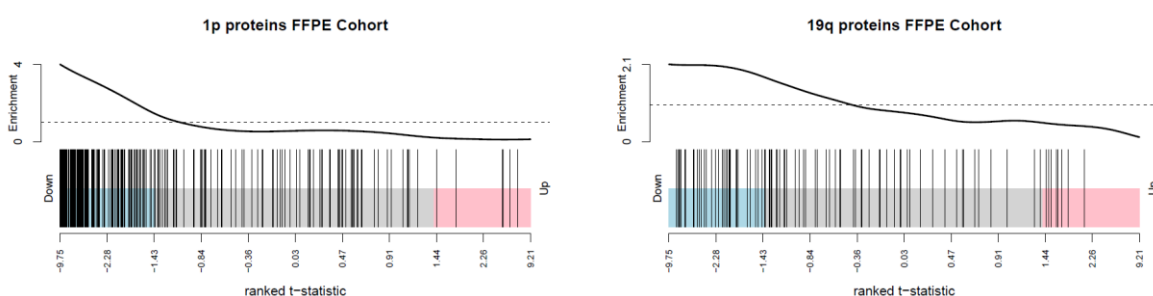 1p proteins FFPE Cohort
Enrichment
4
0
Down
Up
−9.75 −2.28 −1.43 −0.84 −0.36 0.03 0.47 0.91 1.44 2.26 9.21
ranked t−statistic
19q proteins FFPE Cohort
Enrichment
2.1
0
Down
Up
−9.75 −2.28 −1.43 −0.84 −0.36 0.03 0.47 0.91 1.44 2.26 9.21
ranked t−statistic